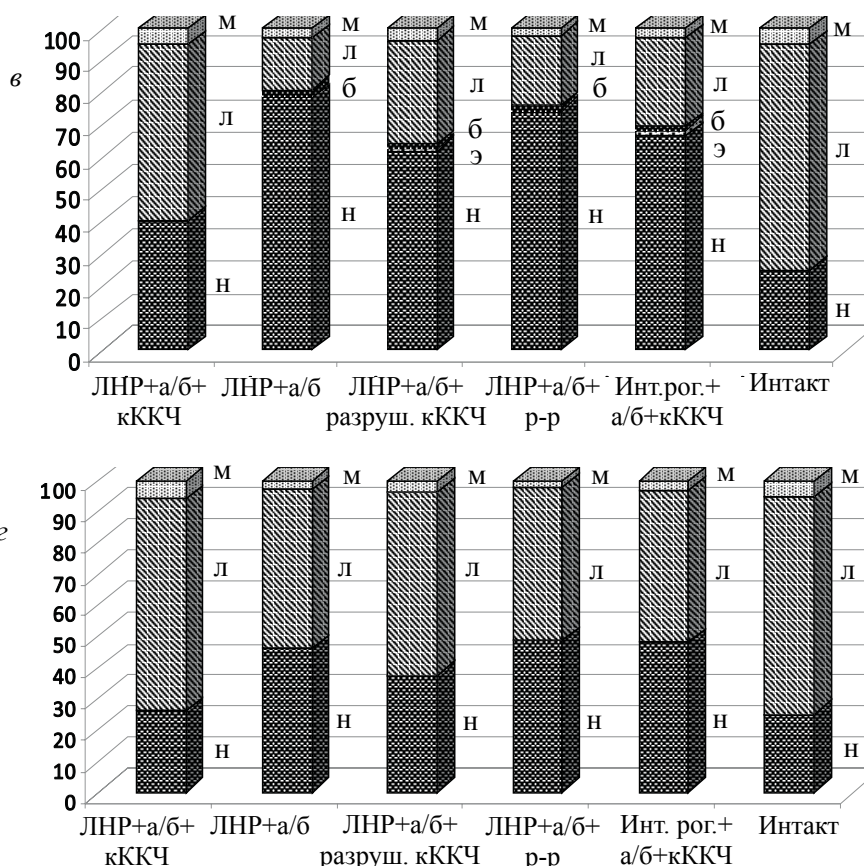 в
100
90
80
70
60
50
40
30
20
10
0
м
л
н
м
л
б
н
м
л
б
э
н
м
л
б
н
м
л
б
э
н
м
л
н
ЛНР+а/б+
кККЧ
ЛНР+а/б
ЛНР+а/б+
разруш. кККЧ
ЛНР+а/б+
р-р
Инт.рог.+
а/б+кККЧ
Интакт
г
100
90
80
70
60
50
40
30
20
10
0
м
л
н
м
л
н
м
л
н
м
л
н
м
л
н
м
л
н
ЛНР+а/б+
кККЧ
ЛНР+а/б
ЛНР+а/б+
разруш. кККЧ
ЛНР+а/б+
р-р
Инт. рог.+
а/б+кККЧ
Интакт